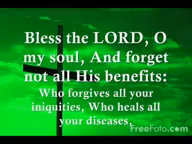 Bless the LORD, O
my soul, And forget
not all His benefits:
Who forgives all your
iniquities, Who heals all
your diseases,
FreeFoto.com